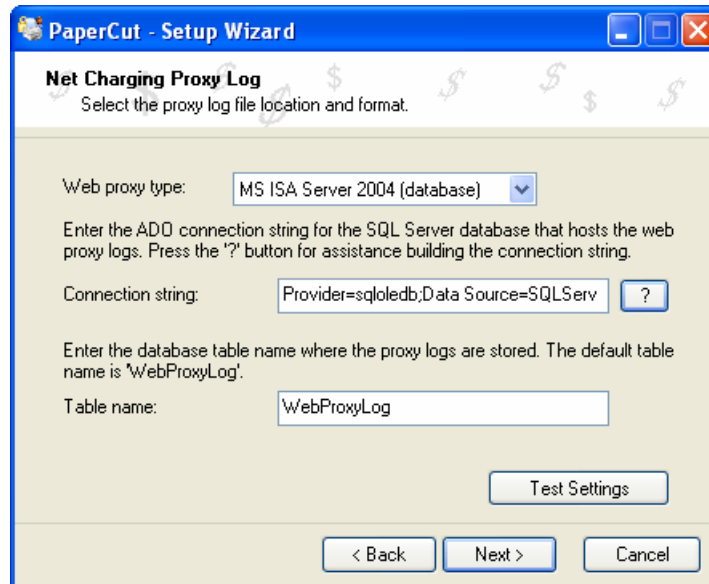 PaperCut - Setup Wizard
Net Charging Proxy Log
Select the proxy log file location and format.
Web proxy type: MS ISA Server 2004 (database)
Enter the ADO connection string for the SQL Server database that hosts the web
proxy logs. Press the '?' button for assistance building the connection string.
Connection string: Provider=sqloledb;Data Source=SQLServ ?
Enter the database table name where the proxy logs are stored. The default table
name is 'WebProxyLog'.
Table name: WebProxyLog
Test Settings
< Back Next > Cancel